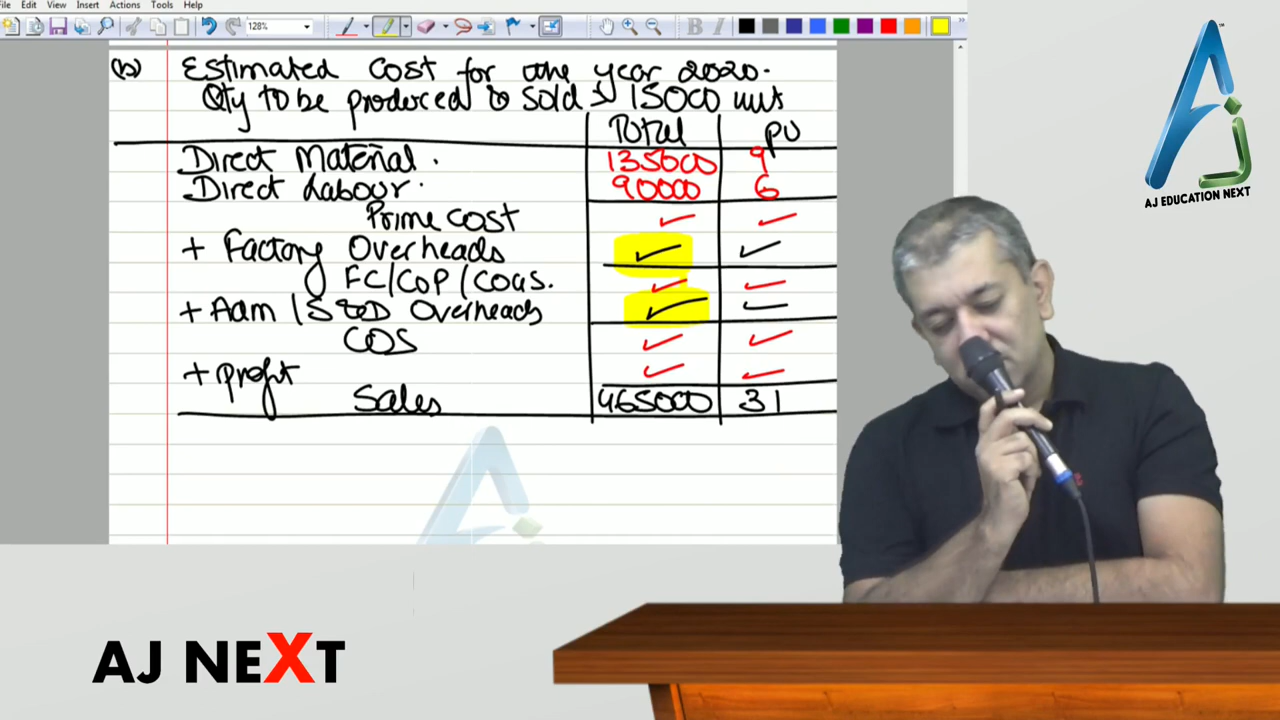 File Edit View Insert Actions Tools Help
128%
B I
(b) Estimated Cost for the year 2020.
Qty to be produced & sold → 15000 unit
Total PU
Direct Material. 135000 9
Direct Labour. 90000 6
Prime Cost ✓ ✓
+ Factory Overheads ✓ ✓
FC/COP/COGS. ✓ ✓
+ Adm / S&D Overheads ✓ ✓
COS ✓ ✓
+ Profit ✓ ✓
Sales 465000 31
AJ EDUCATION NEXT
AJ NEXT